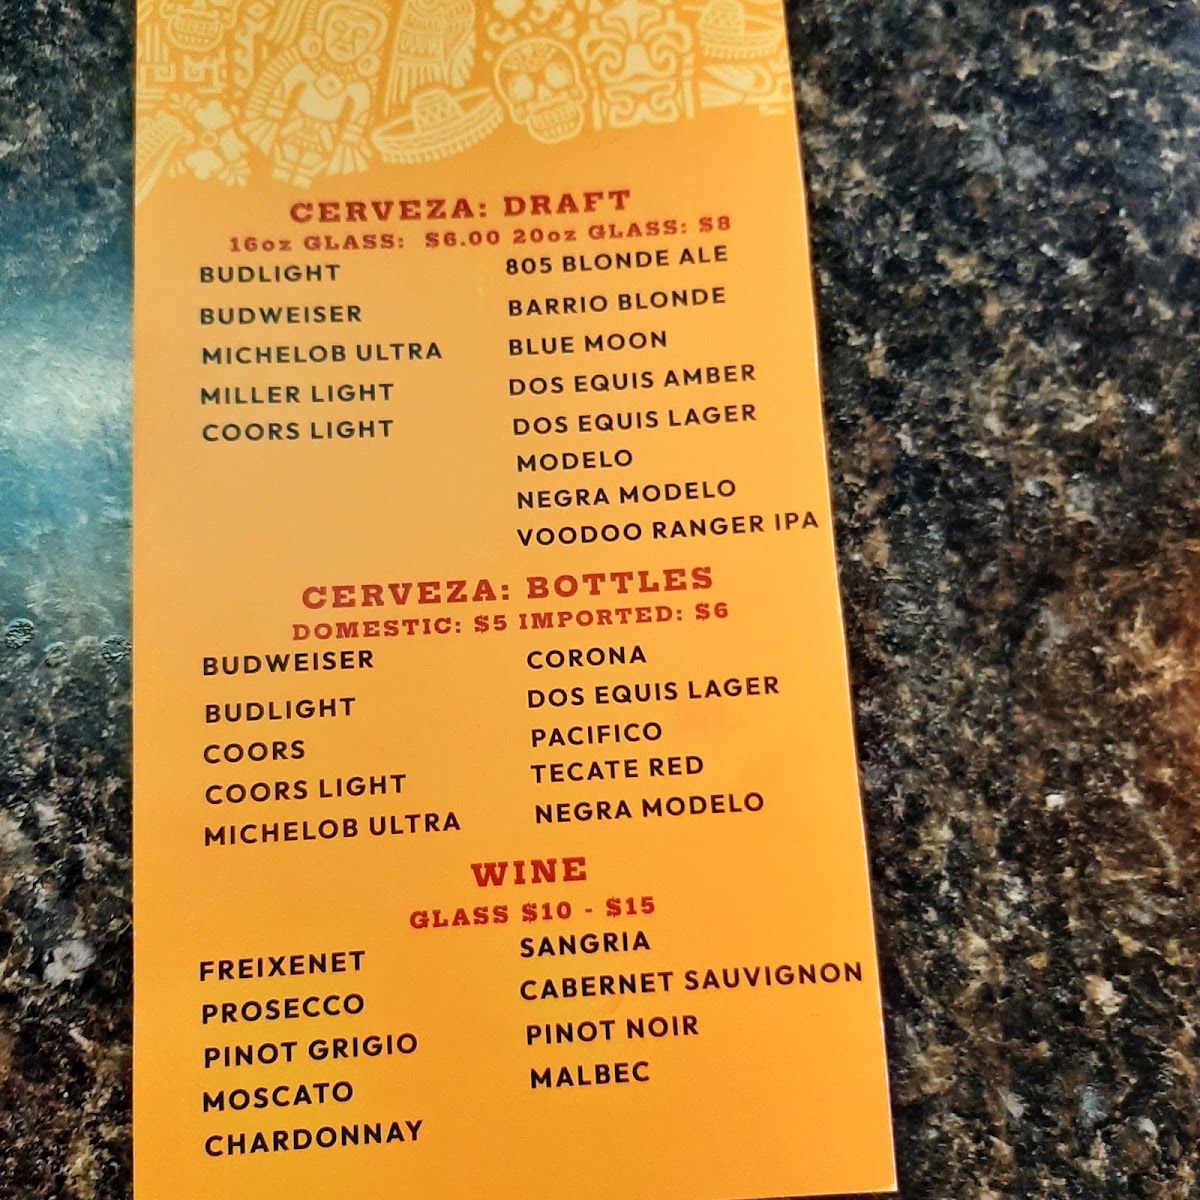 CERVEZA: DRAFT
16oz GLASS: $6.00 20oz GLASS: $8
BUDLIGHT
BUDWEISER
MICHELOB ULTRA
MILLER LIGHT
COORS LIGHT
805 BLONDE ALE
BARRIO BLONDE
BLUE MOON
DOS EQUIS AMBER
DOS EQUIS LAGER
MODELO
NEGRA MODELO
VOODOO RANGER IPA
CERVEZA: BOTTLES
DOMESTIC: $5 IMPORTED: $6
BUDWEISER
BUDLIGHT
COORS
COORS LIGHT
MICHELOB ULTRA
CORONA
DOS EQUIS LAGER
PACIFICO
TECATE RED
NEGRA MODELO
WINE
GLASS $10 - $15
FREIXENET
PROSECCO
PINOT GRIGIO
MOSCATO
CHARDONNAY
SANGRIA
CABERNET SAUVIGNON
PINOT NOIR
MALBEC